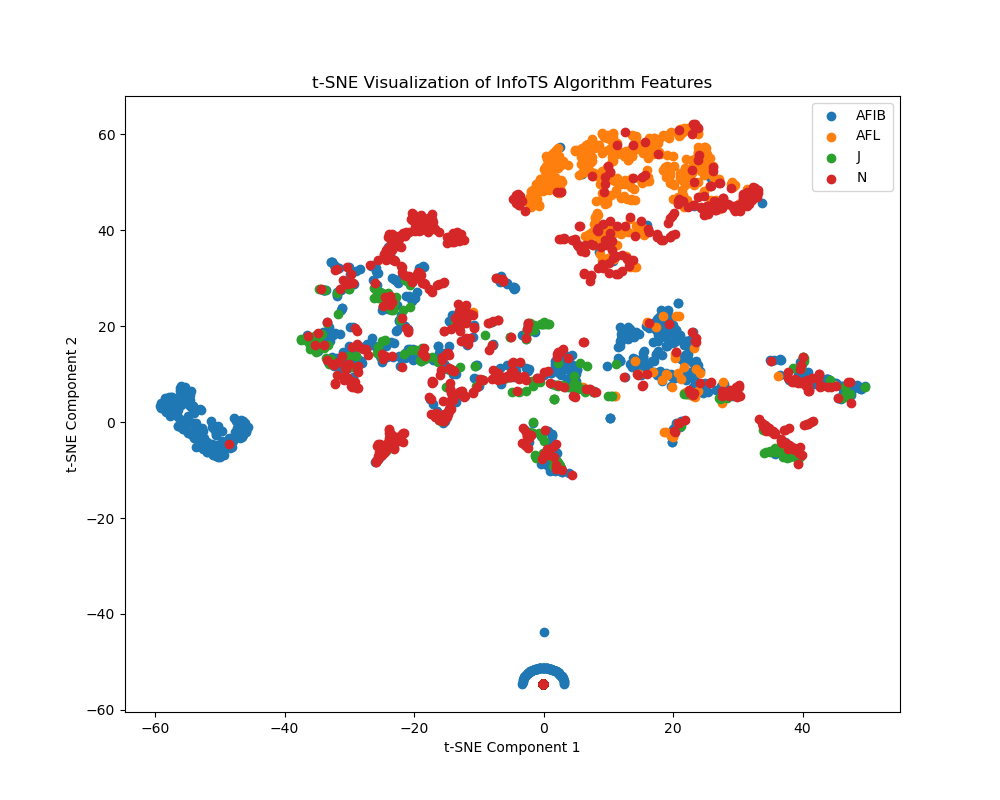 t-SNE Visualization of InfoTS Algorithm Features
AFIB
AFL
J
N
60
40
20
0
−20
−40
−60
t-SNE Component 2
−60
−40
−20
0
20
40
t-SNE Component 1